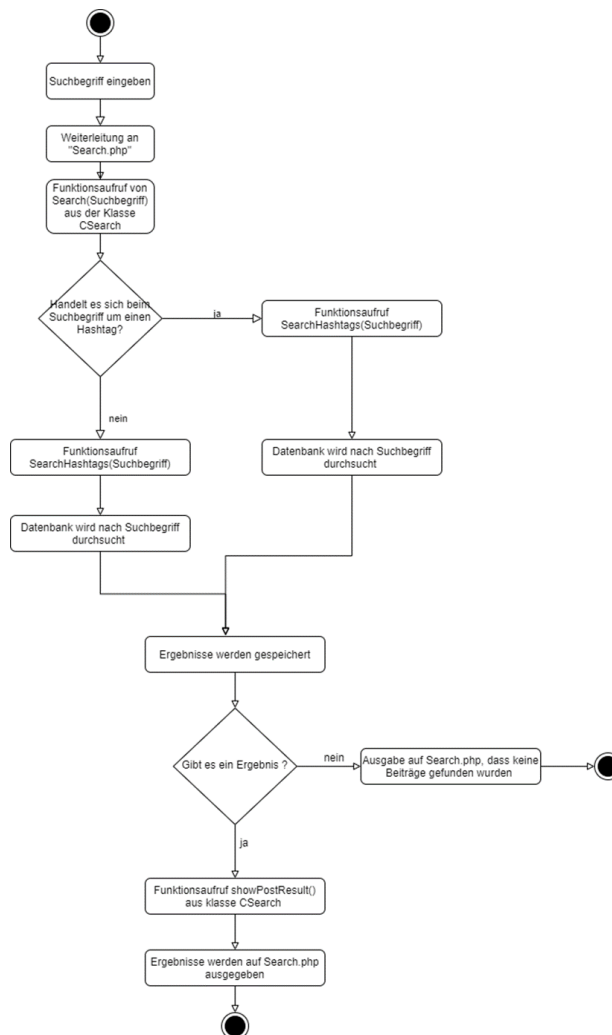 Suchbegriff eingeben
Weiterleitung an
"Search.php"
Funktionsaufruf von
Search(Suchbegriff)
aus der Klasse
CSearch
Handelt es sich beim
Suchbegriff um einen
Hashtag?
ja
Funktionsaufruf
SearchHashtags(Suchbegriff)
nein
Funktionsaufruf
SearchHashtags(Suchbegriff)
Datenbank wird nach Suchbegriff
durchsucht
Datenbank wird nach Suchbegriff
durchsucht
Ergebnisse werden gespeichert
Gibt es ein Ergebnis ?
nein
Ausgabe auf Search.php, dass keine
Beiträge gefunden wurden
ja
Funktionsaufruf showPostResult()
aus klasse CSearch
Ergebnisse werden auf Search.php
ausgegeben